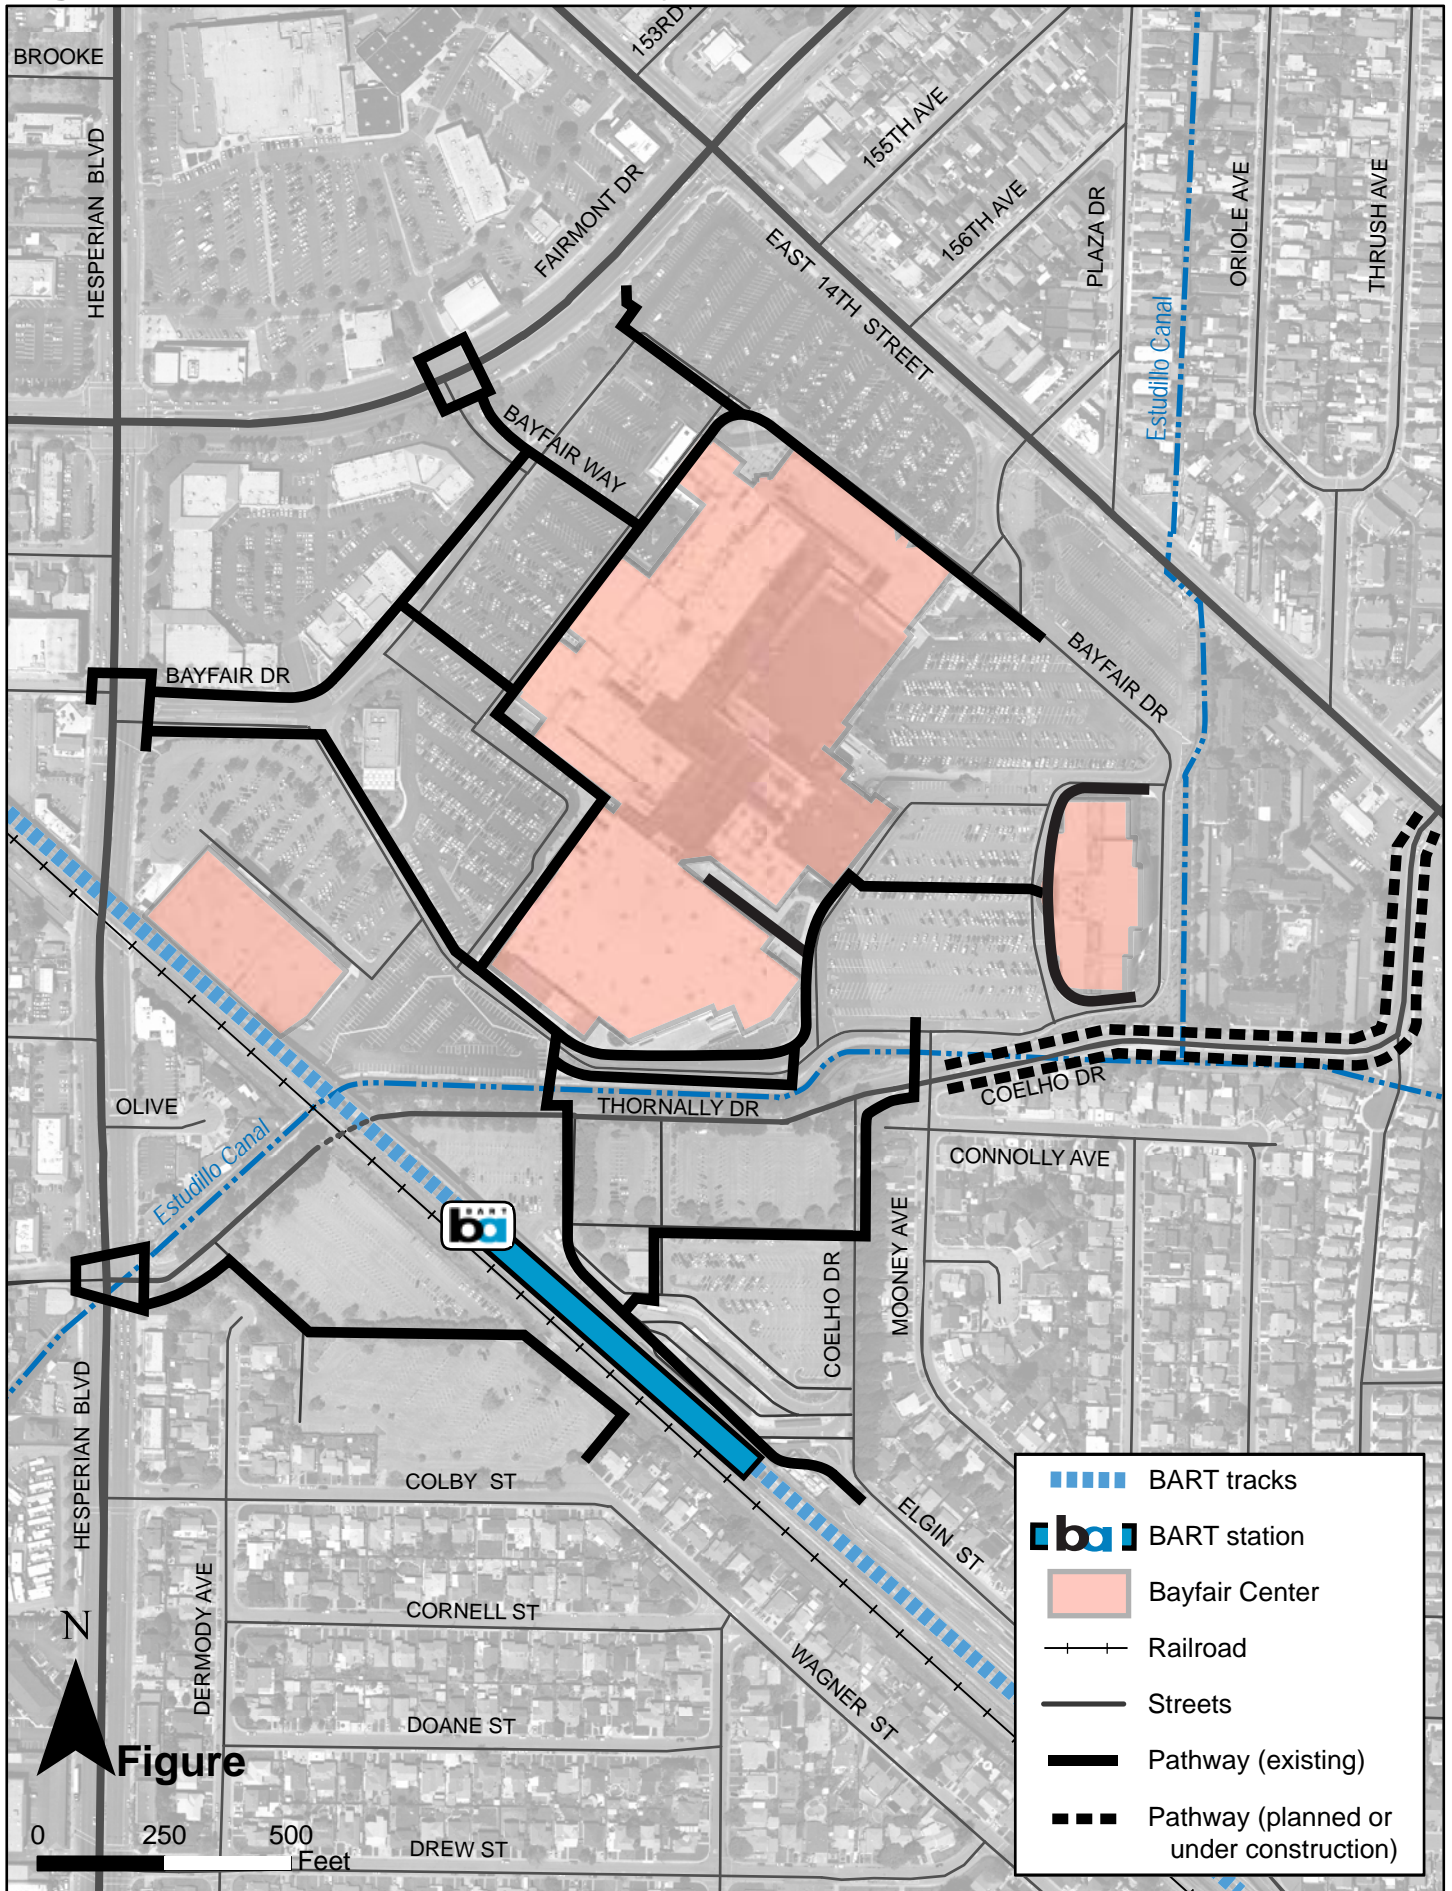 BROOKE
153RD
HESPERIAN BLVD
FAIRMONT DR
155TH AVE
156TH AVE
PLAZA DR
ORIOLE AVE
THRUSH AVE
EAST 14TH STREET
Estudillo Canal
BAYFAIR WAY
BAYFAIR DR
BAYFAIR DR
OLIVE
Estudillo Canal
THORNALLY DR
COELHO DR
CONNOLLY AVE
BART
ba
MOONEY AVE
COELHO DR
HESPERIAN BLVD
COLBY ST
ELGIN ST
DERMODY AVE
CORNELL ST
WAGNER ST
DOANE ST
DREW ST
N
Figure
0 250 500
Feet
BART tracks
ba BART station
Bayfair Center
Railroad
Streets
Pathway (existing)
Pathway (planned or
under construction)